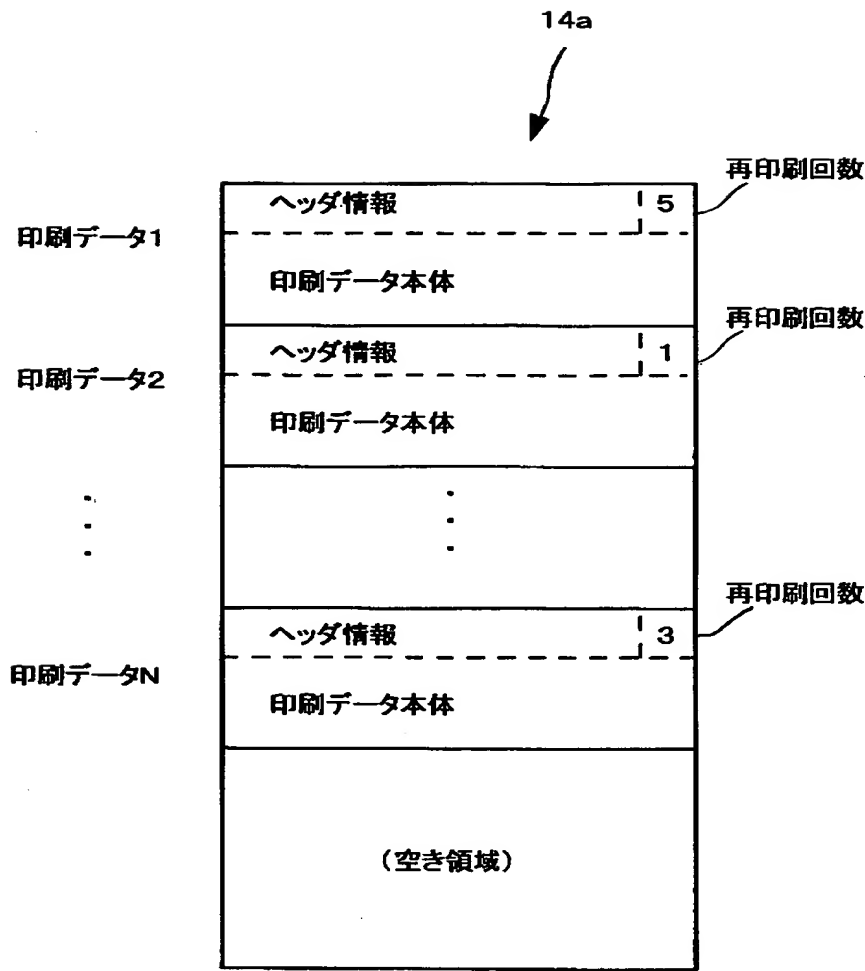 14a
再印刷回数
ヘッダ情報 5
印刷データ1
印刷データ本体
再印刷回数
ヘッダ情報 1
印刷データ2
印刷データ本体
再印刷回数
ヘッダ情報 3
印刷データN
印刷データ本体
(空き領域)